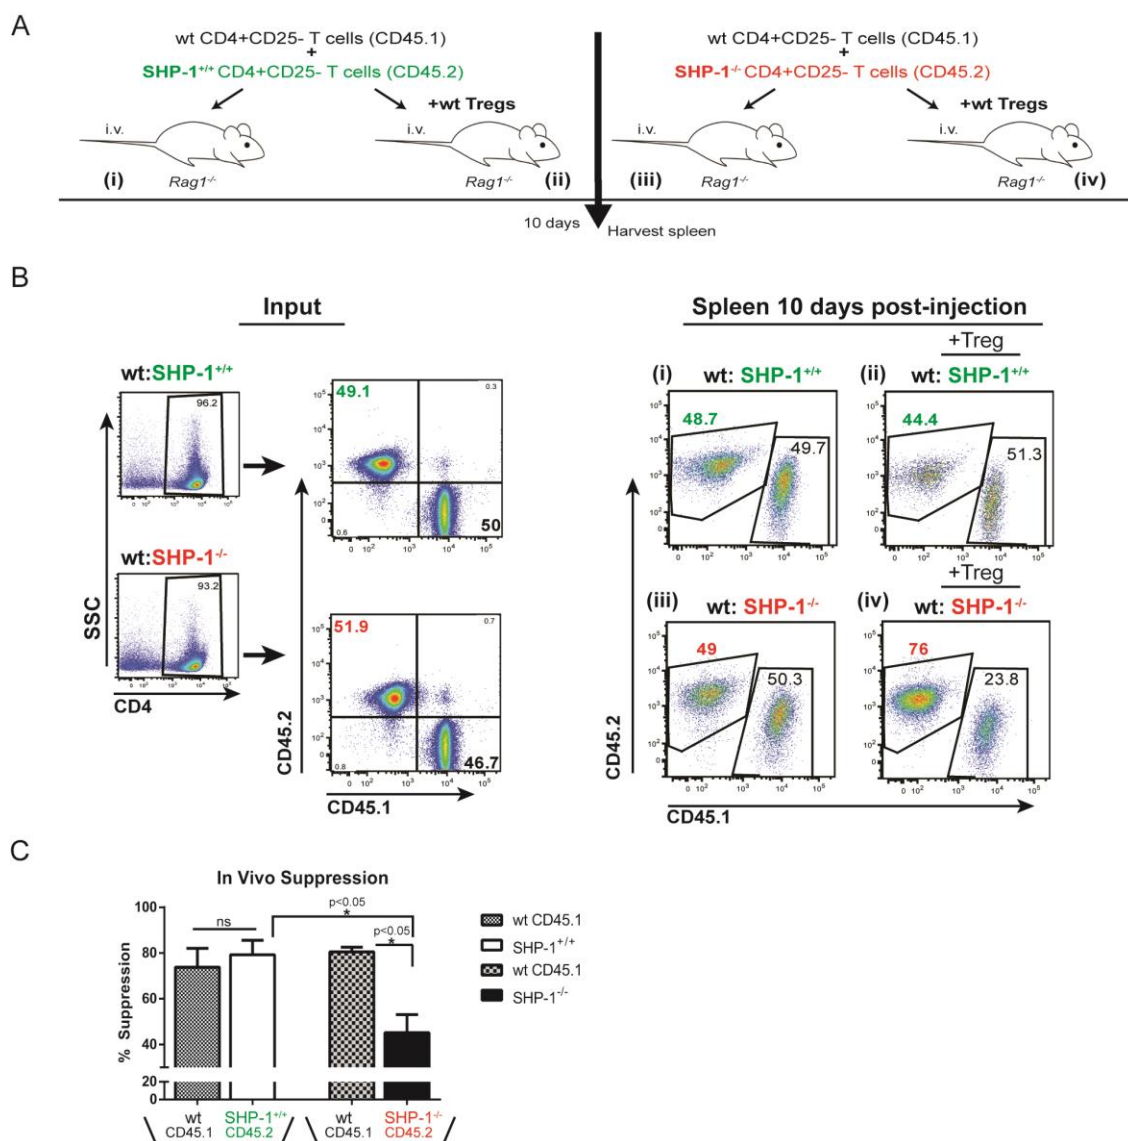 A
wt CD4+CD25- T cells (CD45.1)
+
SHP-1+/+ CD4+CD25- T cells (CD45.2)
+wt Tregs
i.v.
i.v.
(i)
Rag1-/-
(ii)
Rag1-/-
wt CD4+CD25- T cells (CD45.1)
+
SHP-1-/- CD4+CD25- T cells (CD45.2)
+wt Tregs
i.v.
i.v.
(iii)
Rag1-/-
(iv)
Rag1-/-
10 days
Harvest spleen
B
Input
wt:SHP-1+/+
96.2
49.1
0.3
0.6
50
wt:SHP-1-/-
93.2
51.9
0.7
0.8
46.7
SSC
CD4
CD45.2
CD45.1
Spleen 10 days post-injection
+Treg
(i) wt: SHP-1+/+
48.7
49.7
(ii) wt: SHP-1+/+
44.4
51.3
+Treg
(iii) wt: SHP-1-/-
49
50.3
(iv) wt: SHP-1-/-
76
23.8
CD45.2
CD45.1
C
In Vivo Suppression
% Suppression
100
80
60
40
20
0
ns
p<0.05
*
p<0.05
*
wt CD45.1
SHP-1+/+
wt CD45.1
SHP-1-/-
wt
CD45.1
SHP-1+/+
CD45.2
wt
CD45.1
SHP-1-/-
CD45.2